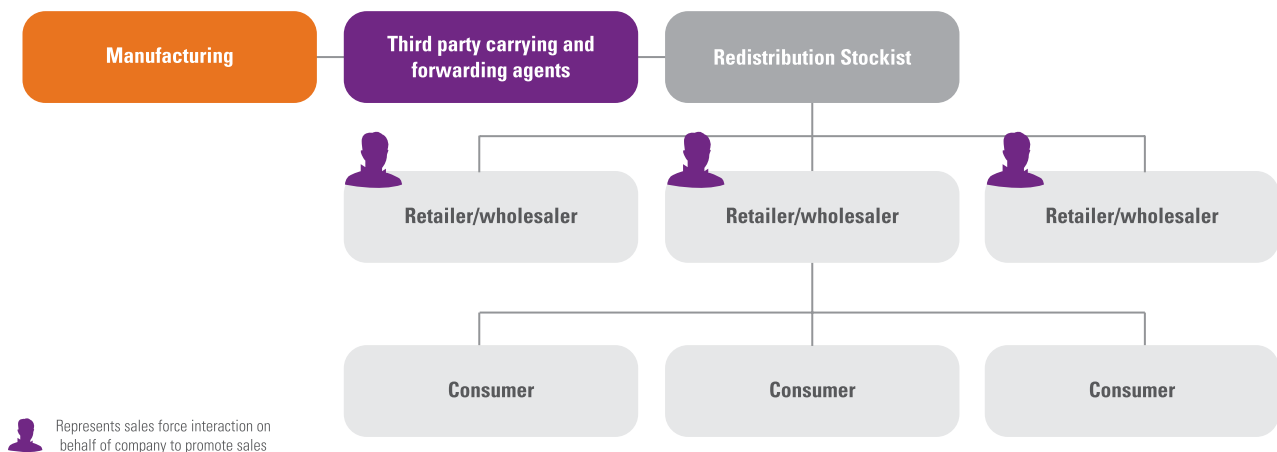 Manufacturing
Third party carrying and
forwarding agents
Redistribution Stockist
Retailer/wholesaler
Retailer/wholesaler
Retailer/wholesaler
Consumer
Consumer
Consumer
Represents sales force interaction on
behalf of company to promote sales